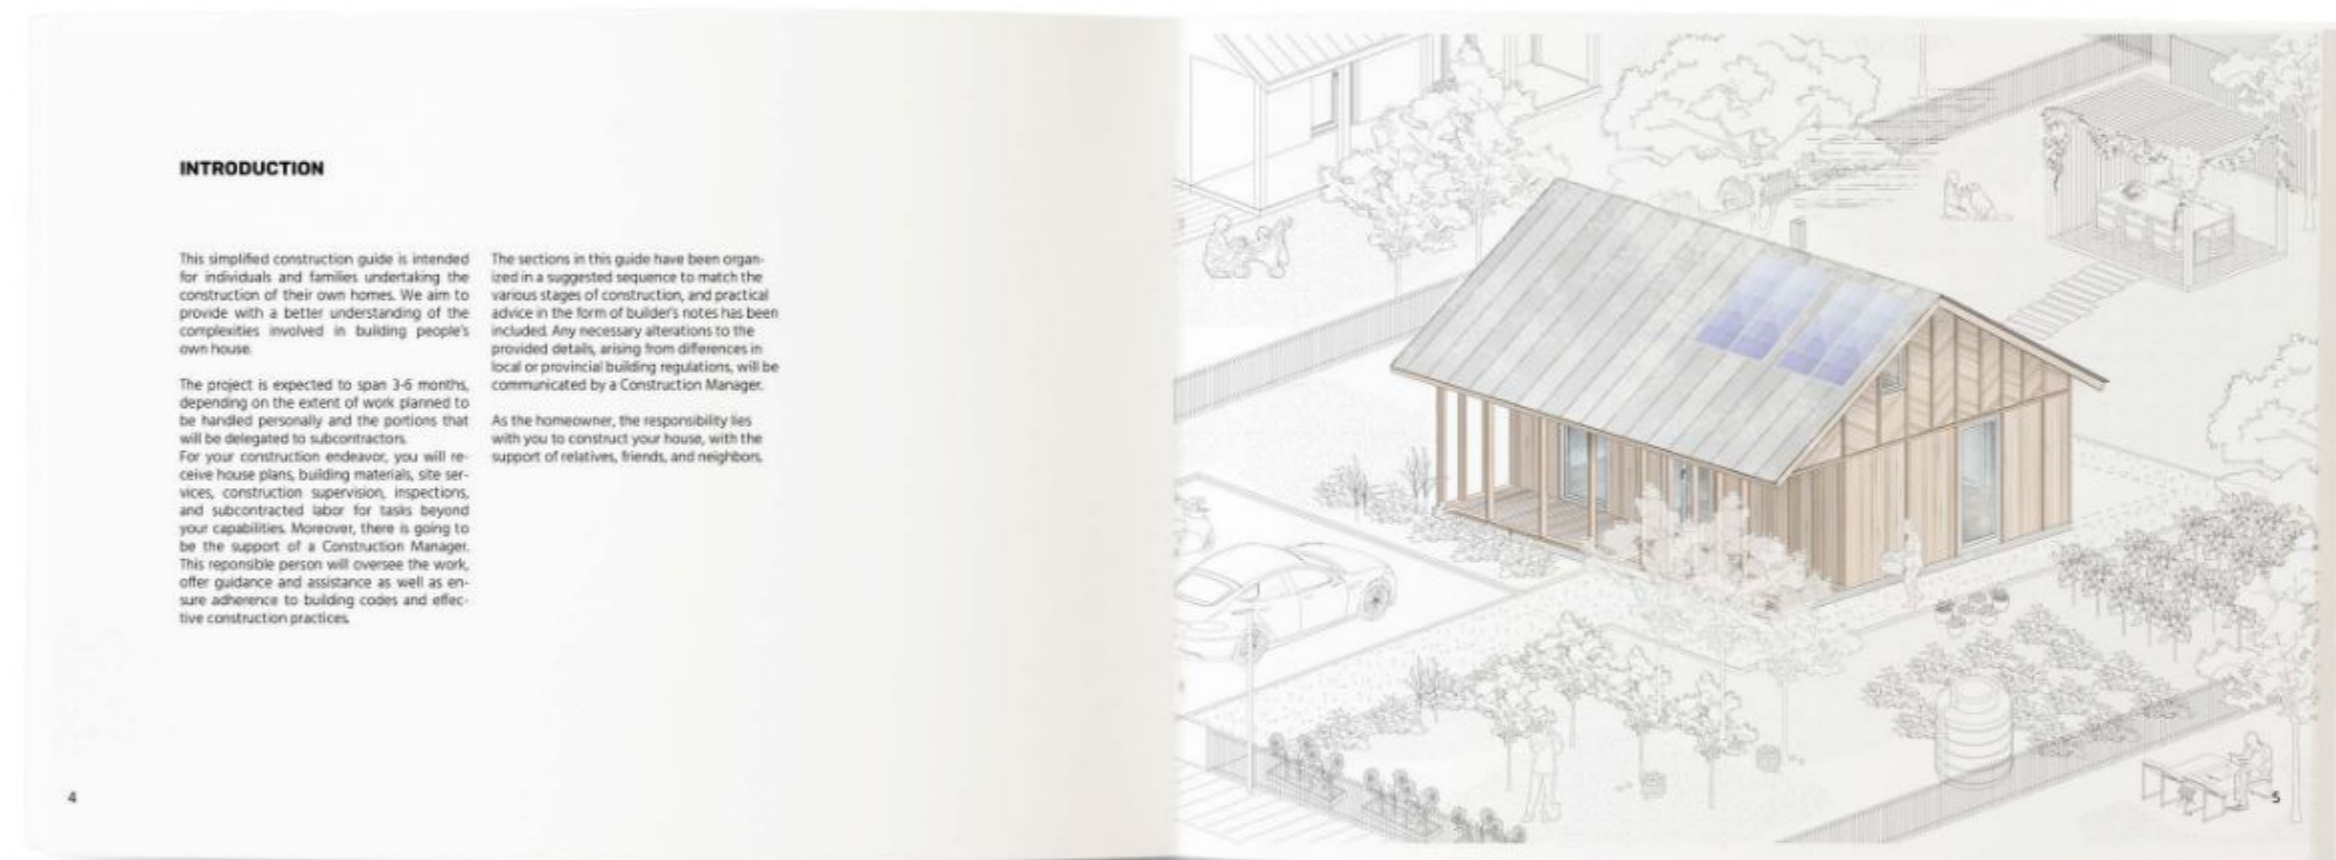 INTRODUCTION
This simplified construction guide is intended
for individuals and families undertaking the
construction of their own homes. We aim to
provide with a better understanding of the
complexities involved in building people's
own house.
The project is expected to span 3-6 months,
depending on the extent of work planned to
be handled personally and the portions that
will be delegated to subcontractors.
For your construction endeavor, you will re-
ceive house plans, building materials, site ser-
vices, construction supervision, inspections,
and subcontracted labor for tasks beyond
your capabilities. Moreover, there is going to
be the support of a Construction Manager.
This reponsible person will oversee the work,
offer guidance and assistance as well as en-
sure adherence to building codes and effec-
tive construction practices.
The sections in this guide have been organ-
ized in a suggested sequence to match the
various stages of construction, and practical
advice in the form of builder's notes has been
included. Any necessary alterations to the
provided details, arising from differences in
local or provincial building regulations, will be
communicated by a Construction Manager.
As the homeowner, the responsibility lies
with you to construct your house, with the
support of relatives, friends, and neighbors.
4
5